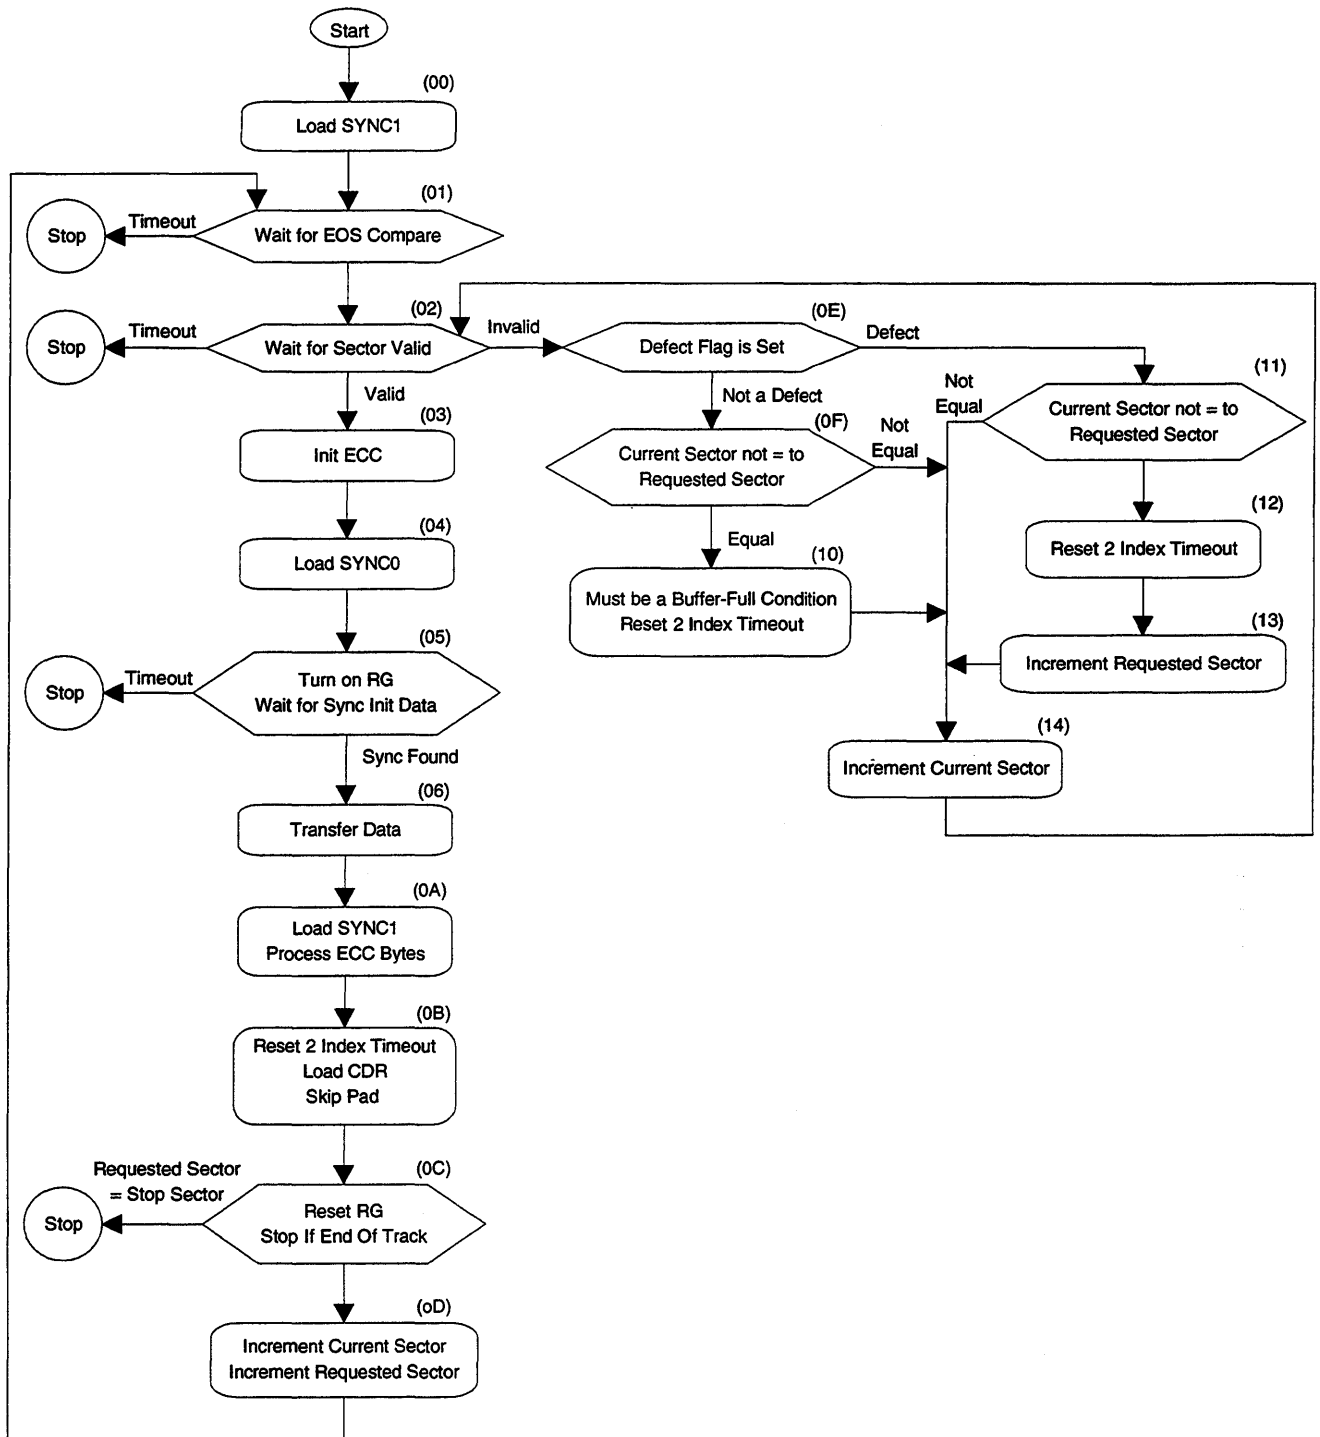 Start
(00)
Load SYNC1
(01)
Timeout
Stop
Wait for EOS Compare
(02)
Timeout
Stop
Wait for Sector Valid
Invalid
(0E)
Defect Flag is Set
Defect
Valid
Not a Defect
(11)
Not
Equal
Current Sector not = to
Requested Sector
(03)
Init ECC
(0F)
Not
Equal
Current Sector not = to
Requested Sector
(12)
Reset 2 Index Timeout
(04)
Load SYNC0
Equal
(10)
Must be a Buffer-Full Condition
Reset 2 Index Timeout
(13)
Increment Requested Sector
(05)
Timeout
Stop
Turn on RG
Wait for Sync Init Data
(14)
Increment Current Sector
Sync Found
(06)
Transfer Data
(0A)
Load SYNC1
Process ECC Bytes
(0B)
Reset 2 Index Timeout
Load CDR
Skip Pad
Requested Sector
= Stop Sector
(0C)
Stop
Reset RG
Stop If End Of Track
(oD)
Increment Current Sector
Increment Requested Sector